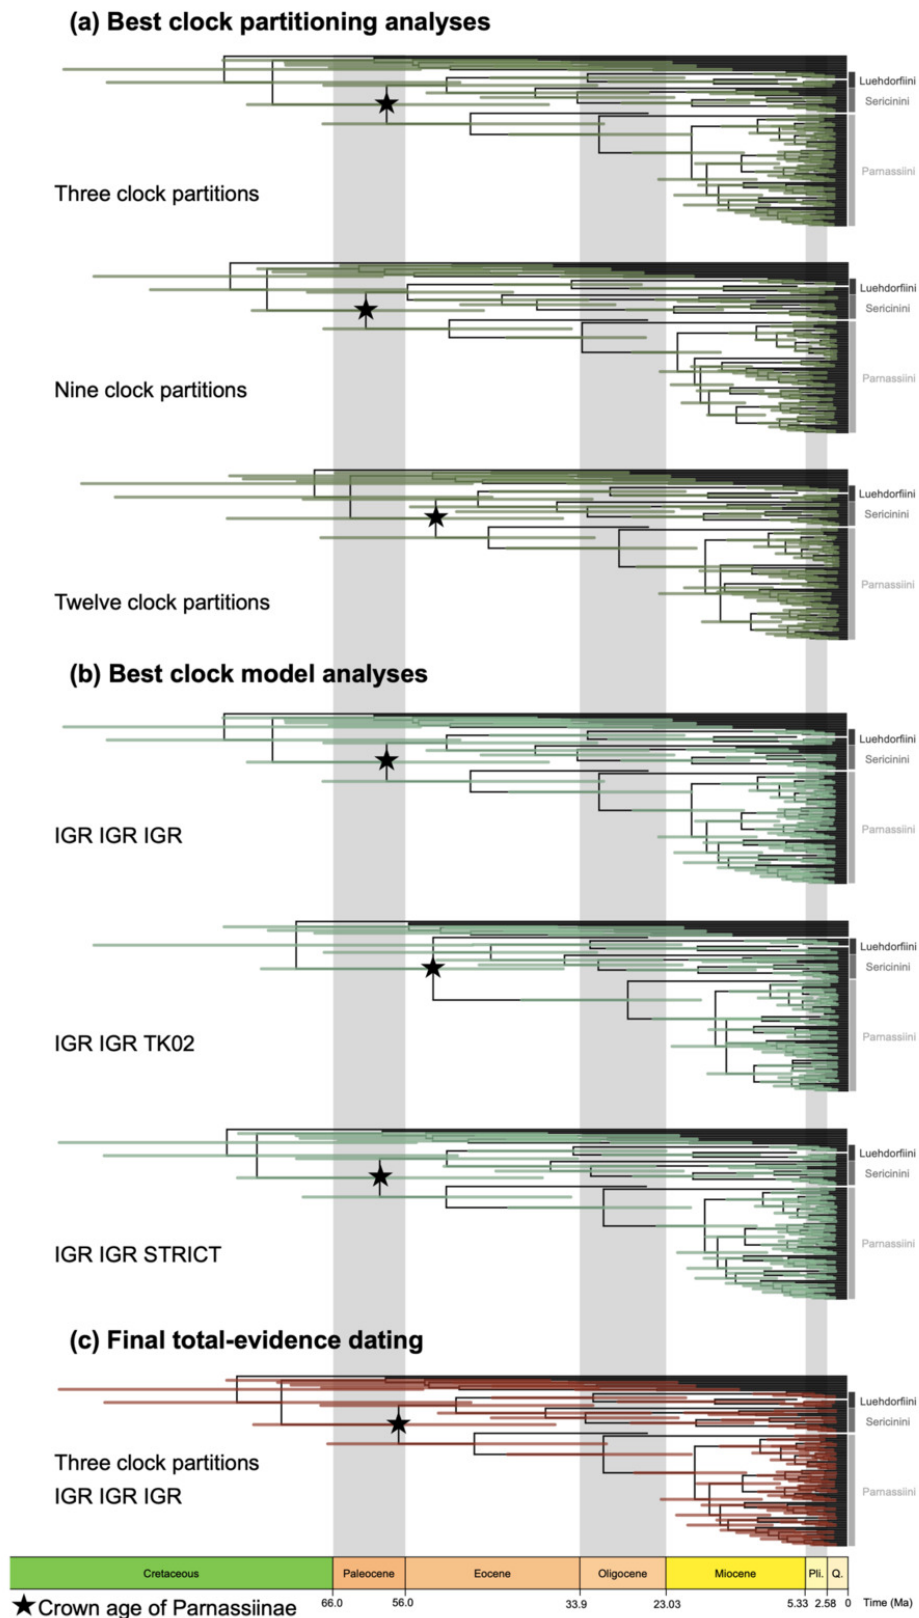 (a) Best clock partitioning analyses
Luehdorfiini
Sericinini
Parnassiini
Three clock partitions
Luehdorfiini
Sericinini
Parnassiini
Nine clock partitions
Luehdorfiini
Sericinini
Parnassiini
Twelve clock partitions
(b) Best clock model analyses
Luehdorfiini
Sericinini
Parnassiini
IGR IGR IGR
Luehdorfiini
Sericinini
Parnassiini
IGR IGR TK02
Luehdorfiini
Sericinini
Parnassiini
IGR IGR STRICT
(c) Final total-evidence dating
Luehdorfiini
Sericinini
Three clock partitions
IGR IGR IGR
Parnassiini
Cretaceous Paleocene Eocene Oligocene Miocene Pli. Q.
★Crown age of Parnassiinae 66.0 56.0 33.9 23.03 5.33 2.58 0 Time (Ma)